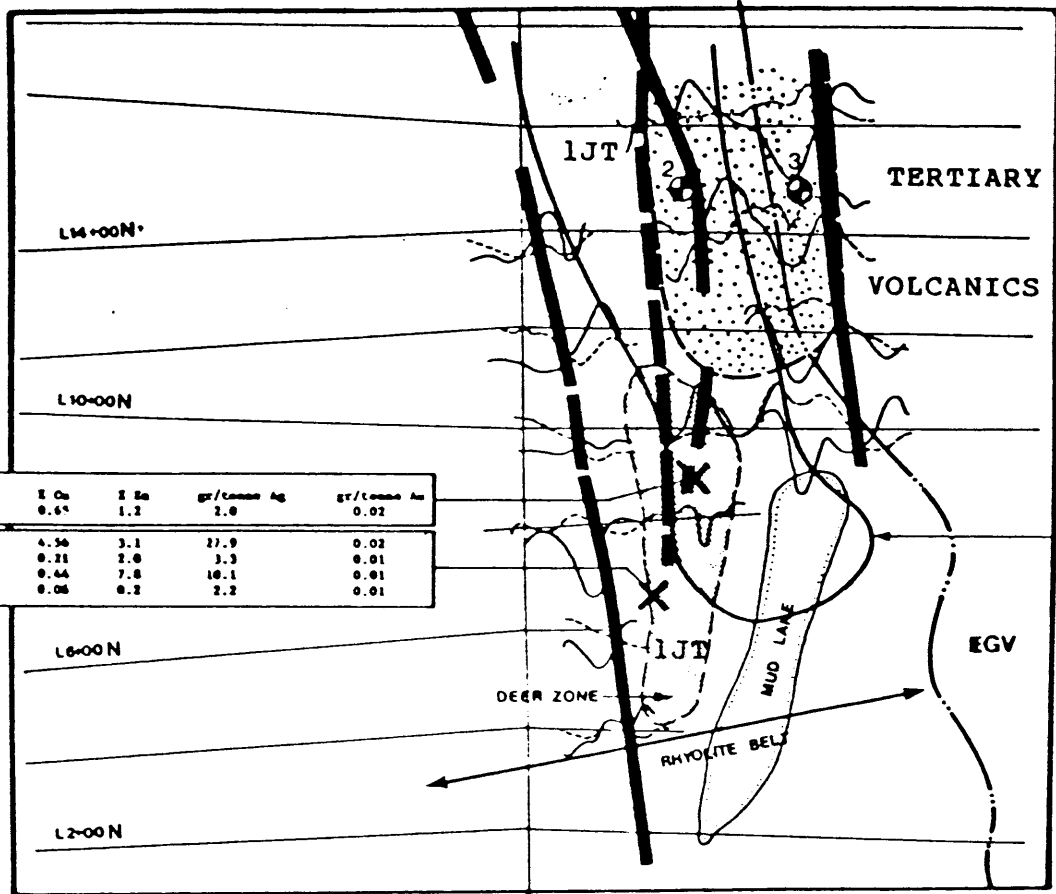 1JT
2
3
TERTIARY
L14+00N
VOLCANICS
L10+00N
% Cu % Zn gr/tonne Ag gr/tonne Au
1.2 2.0 0.02
4.56 3.1 27.9 0.02
0.21 2.0 3.3 0.01
0.44 7.8 10.1 0.01
0.06 0.2 2.2 0.01
L6+00N
1JT
MUD LAKE
EGV
DEER ZONE
RHYOLITE BELT
L2+00N